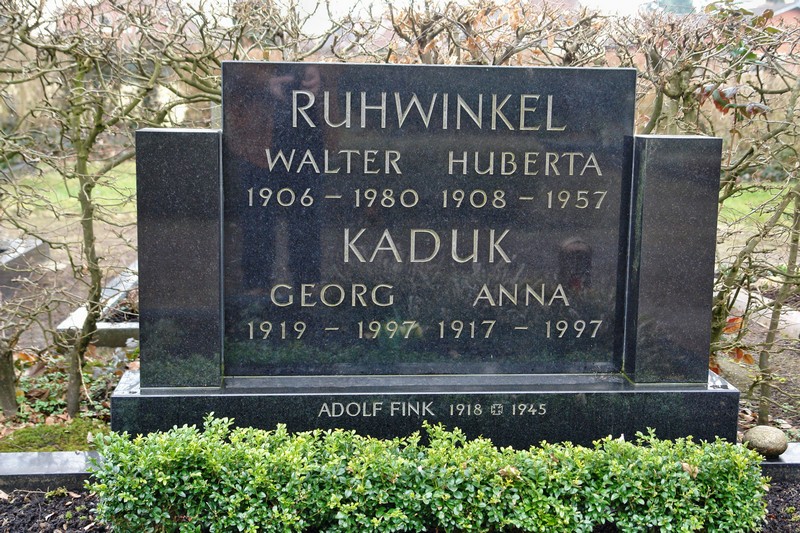 RUHWINKEL
WALTER HUBERTA
1906 – 1980 1908 – 1957
KADUK
GEORG ANNA
1919 – 1997 1917 – 1997
ADOLF FINK 1918 ✠ 1945